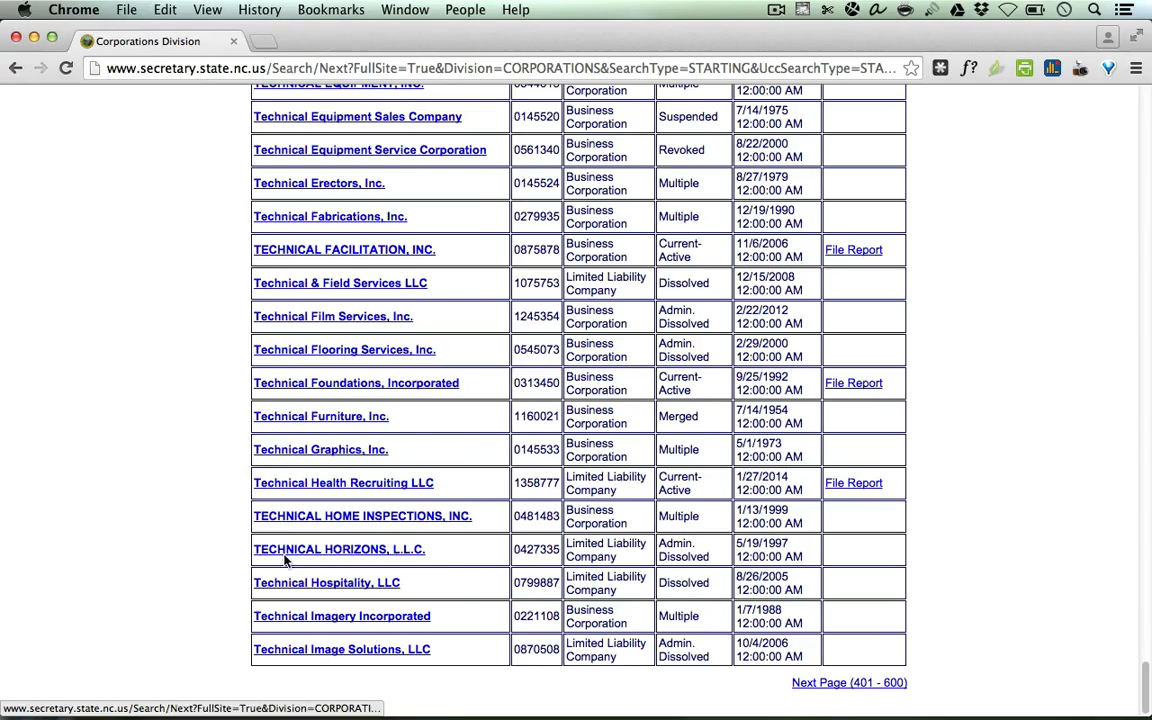 Chrome File Edit View History Bookmarks Window People Help
Corporations Division
www.secretary.state.nc.us/Search/Next?FullSite=True&Division=CORPORATIONS&SearchType=STARTING&UccSearchType=STA...
Corporation 12:00:00 AM
Technical Equipment Sales Company 0145520 Business Corporation Suspended 7/14/1975 12:00:00 AM
Technical Equipment Service Corporation 0561340 Business Corporation Revoked 8/22/2000 12:00:00 AM
Technical Erectors, Inc. 0145524 Business Corporation Multiple 8/27/1979 12:00:00 AM
Technical Fabrications, Inc. 0279935 Business Corporation Multiple 12/19/1990 12:00:00 AM
TECHNICAL FACILITATION, INC. 0875878 Business Corporation Current-Active 11/6/2006 12:00:00 AM File Report
Technical & Field Services LLC 1075753 Limited Liability Company Dissolved 12/15/2008 12:00:00 AM
Technical Film Services, Inc. 1245354 Business Corporation Admin. Dissolved 2/22/2012 12:00:00 AM
Technical Flooring Services, Inc. 0545073 Business Corporation Admin. Dissolved 2/29/2000 12:00:00 AM
Technical Foundations, Incorporated 0313450 Business Corporation Current-Active 9/25/1992 12:00:00 AM File Report
Technical Furniture, Inc. 1160021 Business Corporation Merged 7/14/1954 12:00:00 AM
Technical Graphics, Inc. 0145533 Business Corporation Multiple 5/1/1973 12:00:00 AM
Technical Health Recruiting LLC 1358777 Limited Liability Company Current-Active 1/27/2014 12:00:00 AM File Report
TECHNICAL HOME INSPECTIONS, INC. 0481483 Business Corporation Multiple 1/13/1999 12:00:00 AM
TECHNICAL HORIZONS, L.L.C. 0427335 Limited Liability Company Admin. Dissolved 5/19/1997 12:00:00 AM
Technical Hospitality, LLC 0799887 Limited Liability Company Dissolved 8/26/2005 12:00:00 AM
Technical Imagery Incorporated 0221108 Business Corporation Multiple 1/7/1988 12:00:00 AM
Technical Image Solutions, LLC 0870508 Limited Liability Company Admin. Dissolved 10/4/2006 12:00:00 AM
Next Page (401 - 600)
www.secretary.state.nc.us/Search/Next?FullSite=True&Division=CORPORATI...